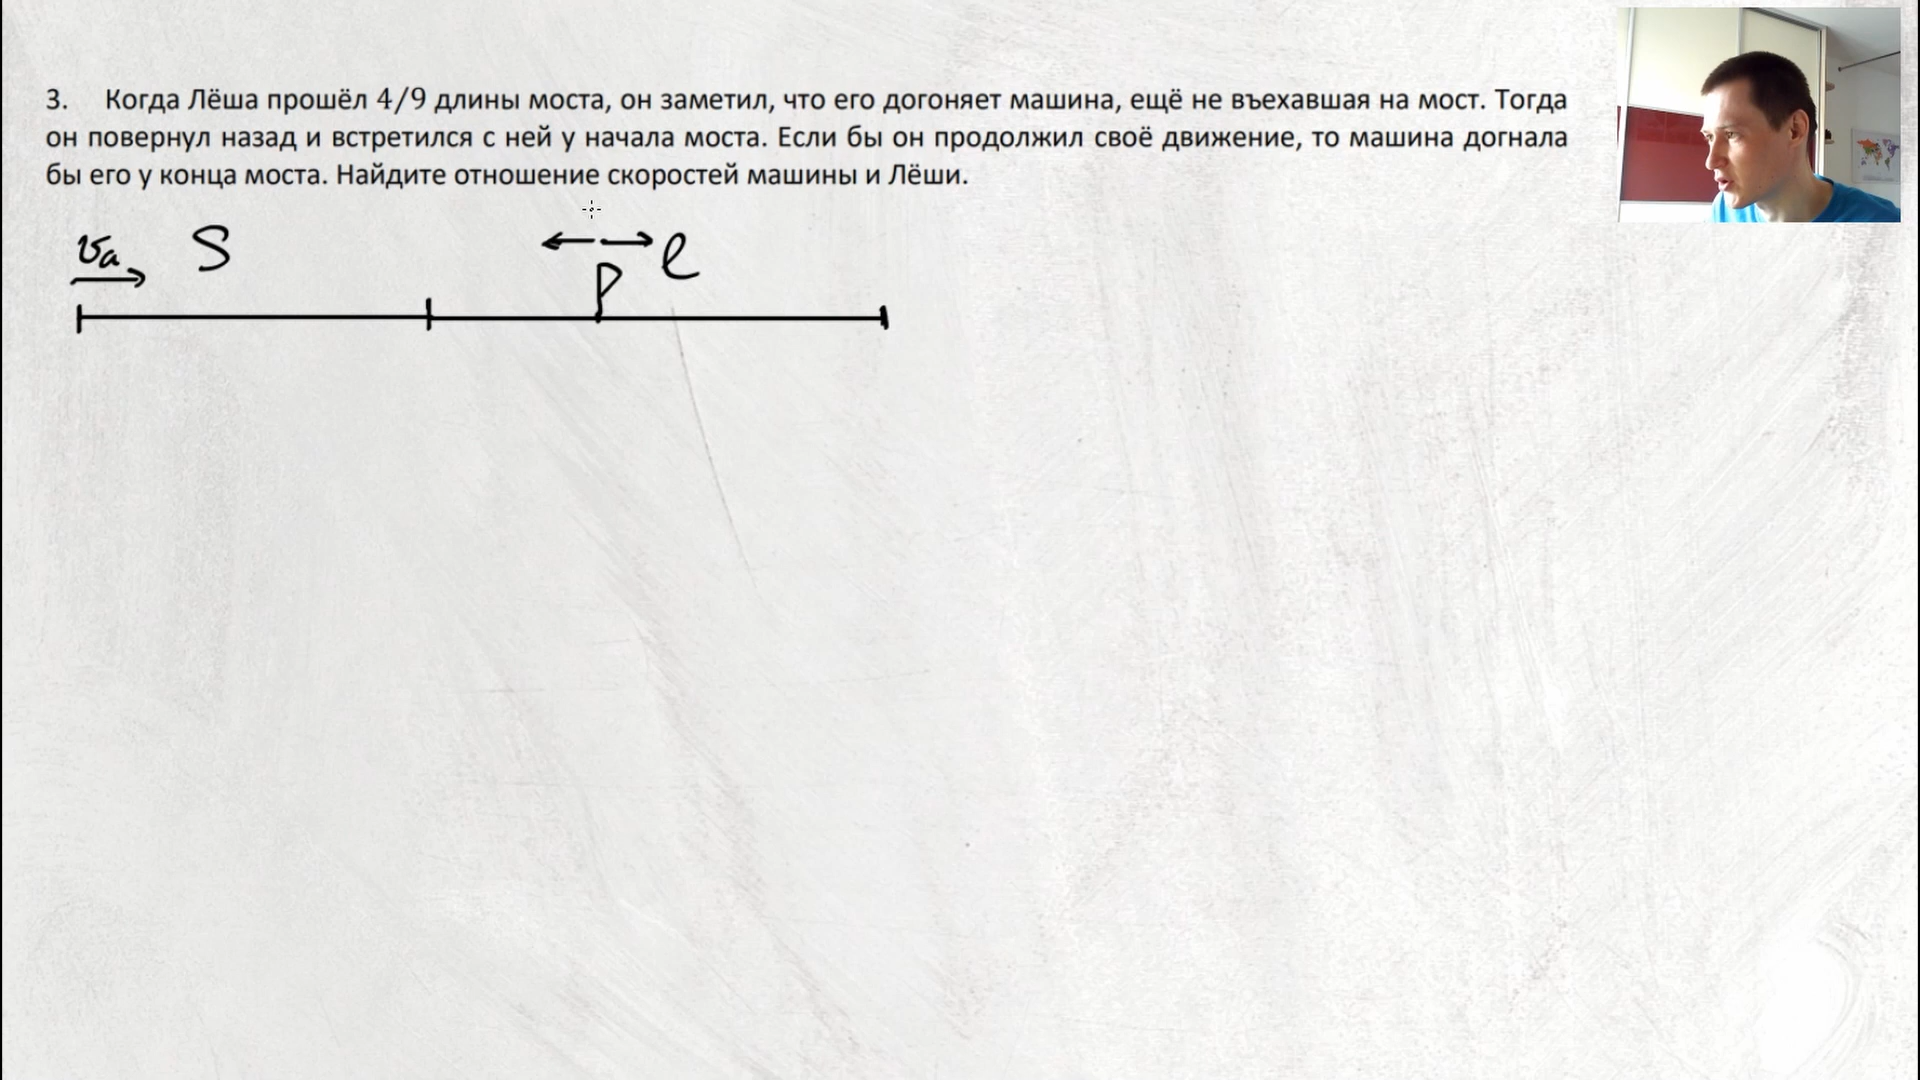 3. Когда Лёша прошёл 4/9 длины моста, он заметил, что его догоняет машина, ещё не въехавшая на мост. Тогда
он повернул назад и встретился с ней у начала моста. Если бы он продолжил своё движение, то машина догнала
бы его у конца моста. Найдите отношение скоростей машины и Лёши.
υa S P ℓ